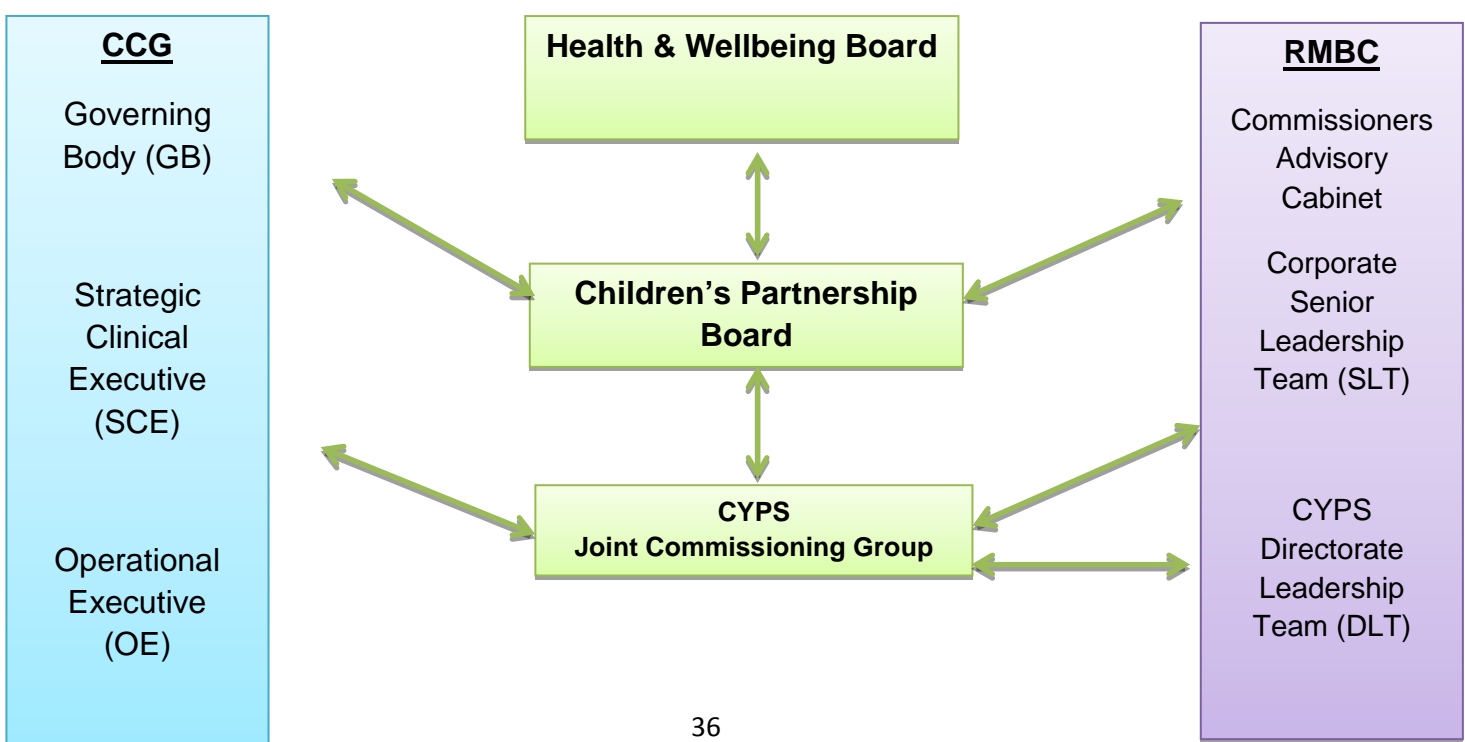 CCG
Governing
Body (GB)
Strategic
Clinical
Executive
(SCE)
Operational
Executive
(OE)
Health & Wellbeing Board
Children’s Partnership
Board
CYPS
Joint Commissioning Group
RMBC
Commissioners
Advisory
Cabinet
Corporate
Senior
Leadership
Team (SLT)
CYPS
Directorate
Leadership
Team (DLT)
36